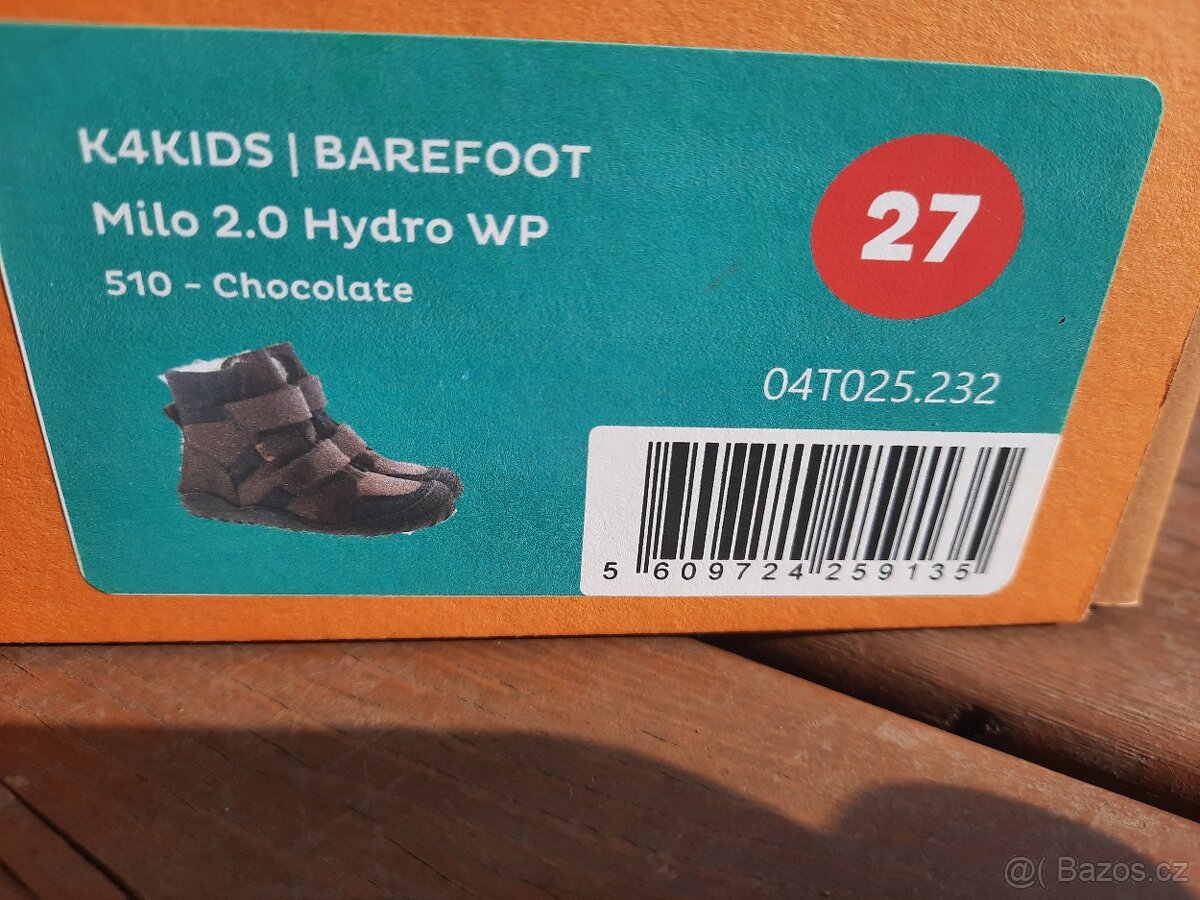 K4KIDS | BAREFOOT
Milo 2.0 Hydro WP
510 - Chocolate
27
04T025.232
5 609724 259135
@( Bazos.cz